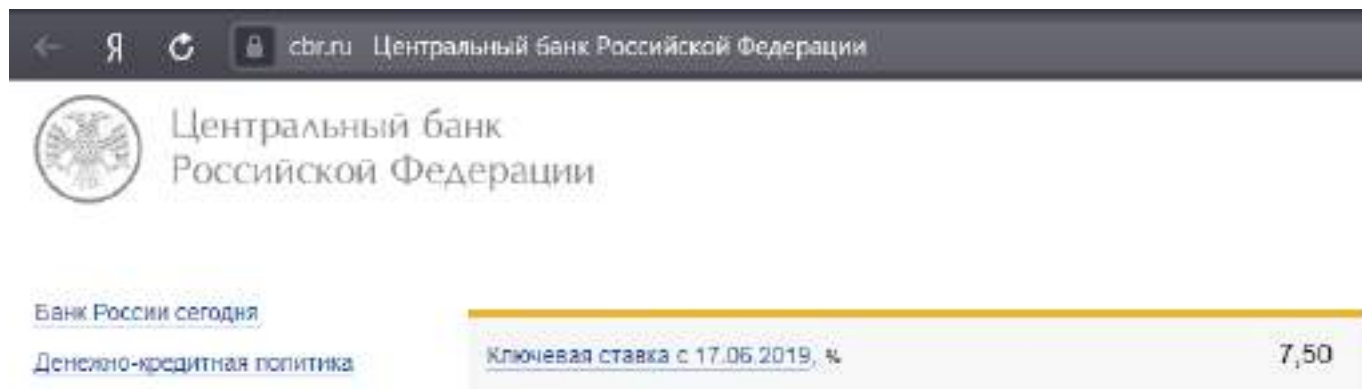 Я cbr.ru Центральный банк Российской Федерации
Центральный банк
Российской Федерации
Банк России сегодня
Ключевая ставка с 17.06.2019, % 7,50
Денежно-кредитная политика